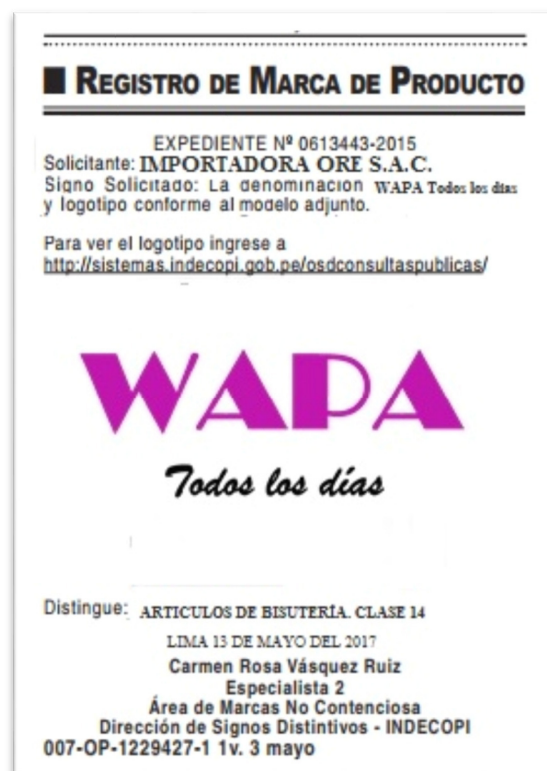 ■ REGISTRO DE MARCA DE PRODUCTO
EXPEDIENTE Nº 0613443-2015
Solicitante: IMPORTADORA ORE S.A.C.
Signo Solicitado: La denominación WAPA Todos los días
y logotipo conforme al modelo adjunto.
Para ver el logotipo ingrese a
http://sistemas.indecopi.gob.pe/osdconsultaspublicas/
WAPA
Todos los días
Distingue: ARTICULOS DE BISUTERÍA. CLASE 14
LIMA 13 DE MAYO DEL 2017
Carmen Rosa Vásquez Ruiz
Especialista 2
Área de Marcas No Contenciosa
Dirección de Signos Distintivos - INDECOPI
007-OP-1229427-1 1v. 3 mayo